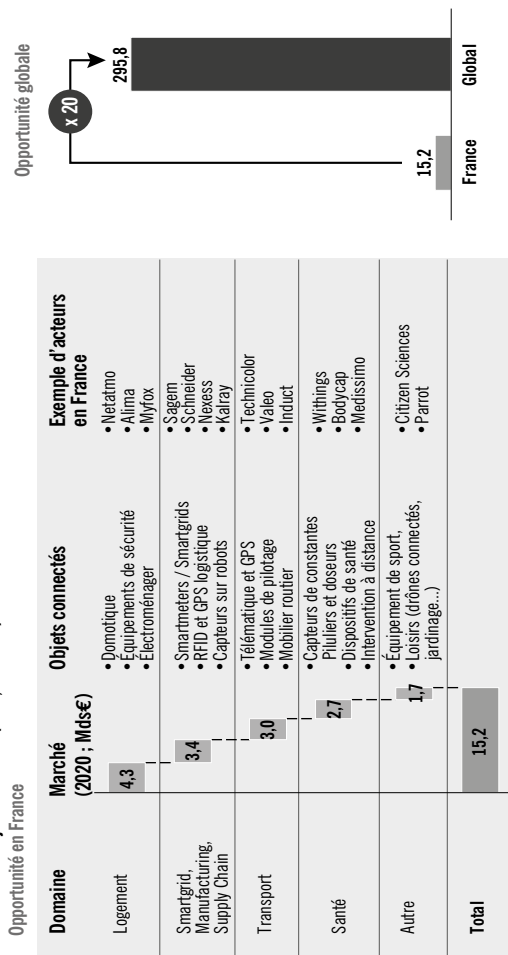 Opportunité en France
Domaine
Marché
(2020 ; Mds€)
Objets connectés
Exemple d'acteurs
en France
Logement
4,3
• Domotique
• Équipements de sécurité
• Électroménager
• Netatmo
• Alima
• Myfox
Smartgrid,
Manufacturing,
Supply Chain
3,4
• Smartmeters / Smartgrids
• RFID et GPS logistique
• Capteurs sur robots
• Sagem
• Schneider
• Nexess
• Kalray
Transport
3,0
• Télématique et GPS
• Modules de pilotage
• Mobilier routier
• Technicolor
• Valeo
• Induct
Santé
2,7
• Capteurs de constantes
Piluliers et doseurs
• Dispositifs de santé
• Intervention à distance
• Withings
• Bodycap
• Medissimo
Autre
1,7
• Équipement de sport,
• Loisirs (drônes connectés,
jardinage...)
• Citizen Sciences
• Parrot
Total
15,2
Opportunité globale
x 20
295,8
15,2
France
Global